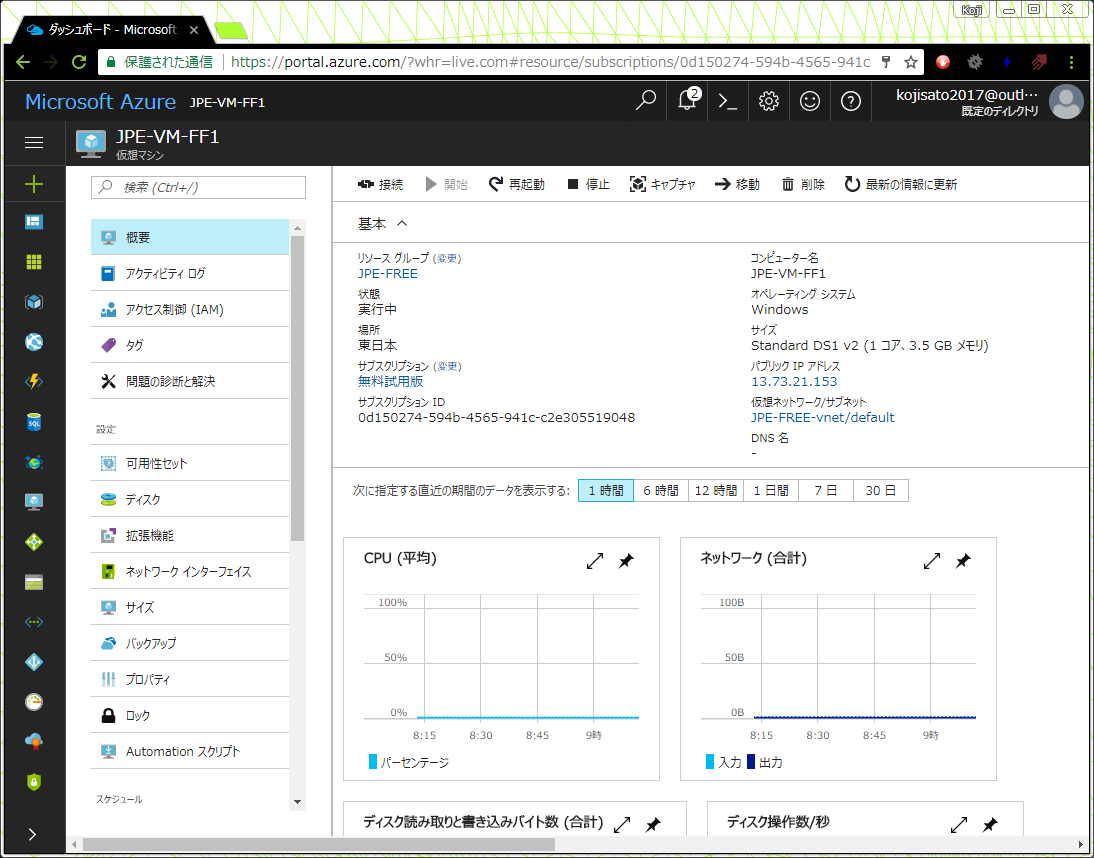 Koji
ダッシュボード - Microsoft
保護された通信 https://portal.azure.com/?whr=live.com#resource/subscriptions/0d150274-594b-4565-941c
Microsoft Azure JPE-VM-FF1 2 kojisato2017@outl… 既定のディレクトリ
JPE-VM-FF1
仮想マシン
検索 (Ctrl+/)
概要
アクティビティ ログ
アクセス制御 (IAM)
タグ
問題の診断と解決
設定
可用性セット
ディスク
拡張機能
ネットワーク インターフェイス
サイズ
バックアップ
プロパティ
ロック
Automation スクリプト
スケジュール
接続 開始 再起動 停止 キャプチャ 移動 削除 最新の情報に更新
基本
リソース グループ (変更)
JPE-FREE
状態
実行中
場所
東日本
サブスクリプション (変更)
無料試用版
サブスクリプション ID
0d150274-594b-4565-941c-c2e305519048
コンピューター名
JPE-VM-FF1
オペレーティング システム
Windows
サイズ
Standard DS1 v2 (1 コア、3.5 GB メモリ)
パブリック IP アドレス
13.73.21.153
仮想ネットワーク/サブネット
JPE-FREE-vnet/default
DNS 名
-
次に指定する直近の期間のデータを表示する: 1 時間 6 時間 12 時間 1 日間 7 日 30 日
CPU (平均)
100%
50%
0%
8:15 8:30 8:45 9時
パーセンテージ
ネットワーク (合計)
100B
50B
0B
8:15 8:30 8:45 9時
入力 出力
ディスク読み取りと書き込みバイト数 (合計)
ディスク操作数/秒